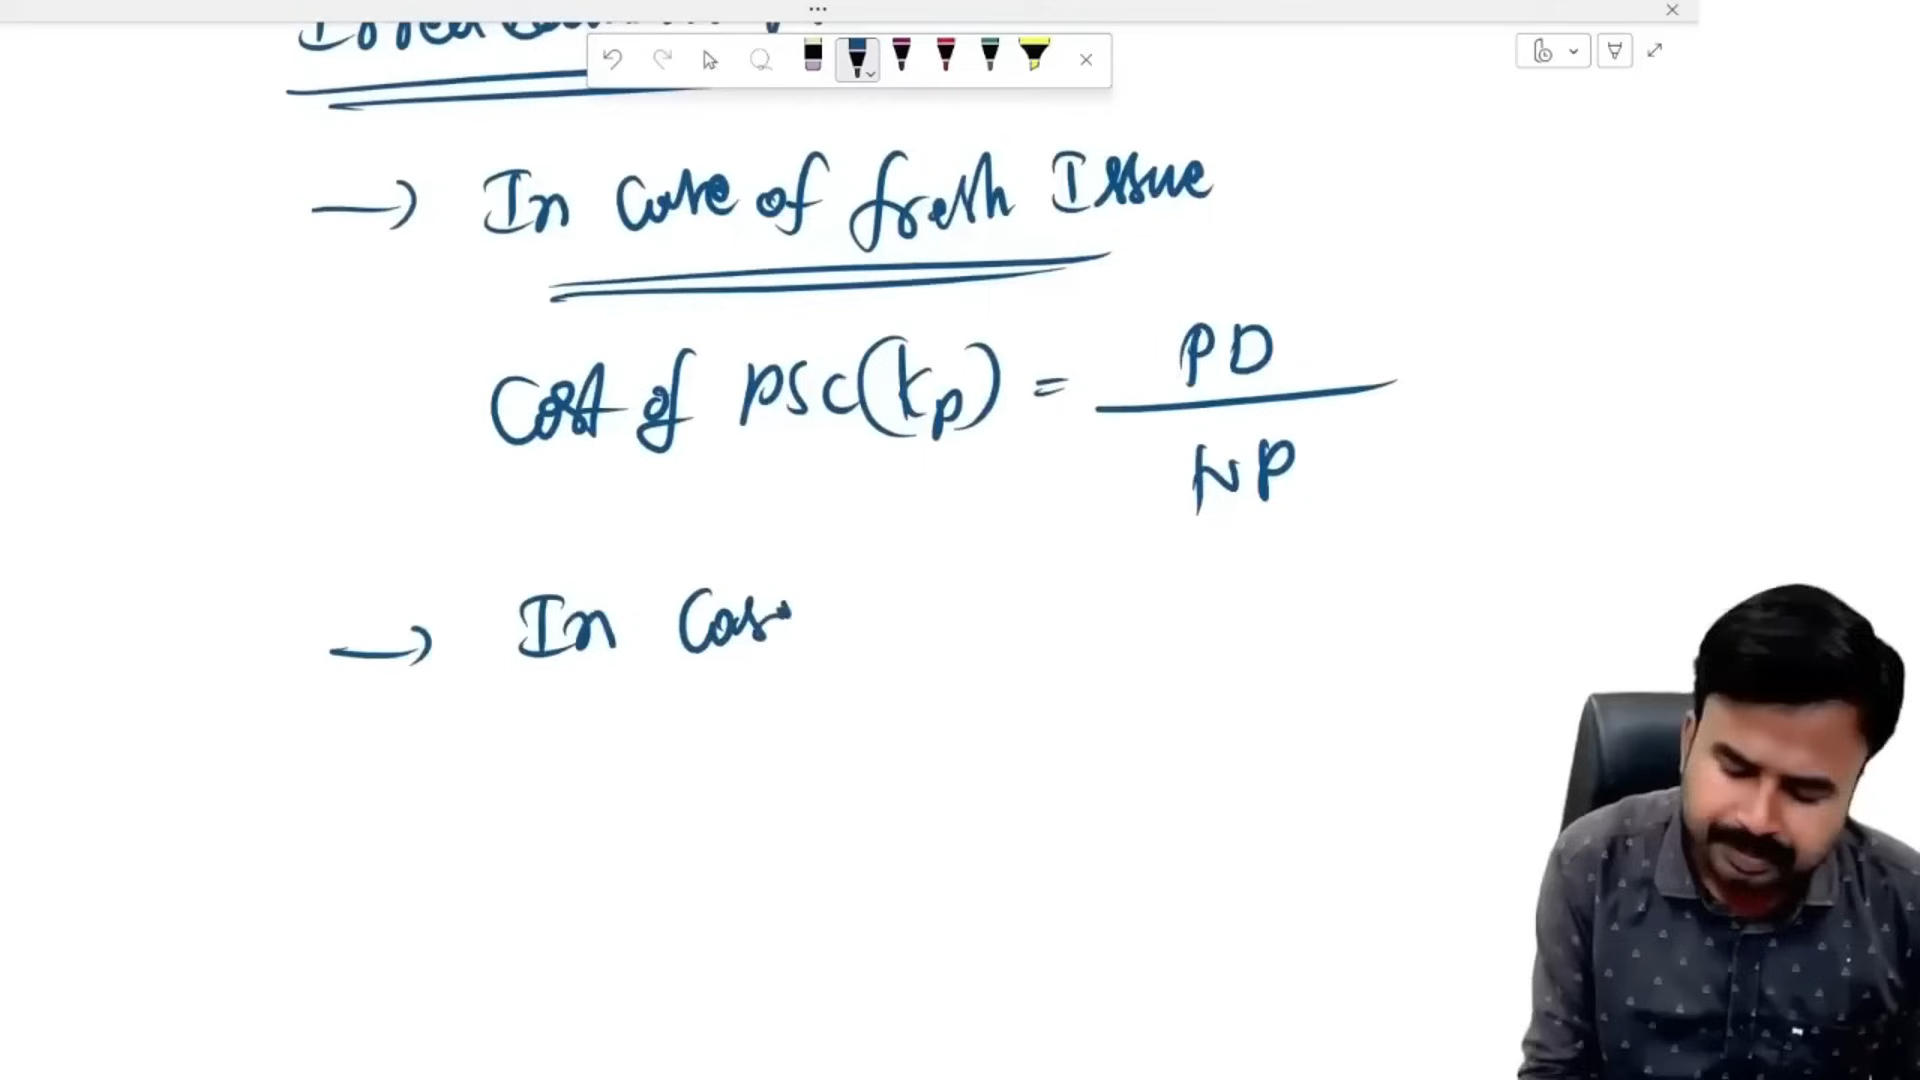 → In Case of fresh Issue
Cost of PSC(Kp) = PD
NP
→ In Cas